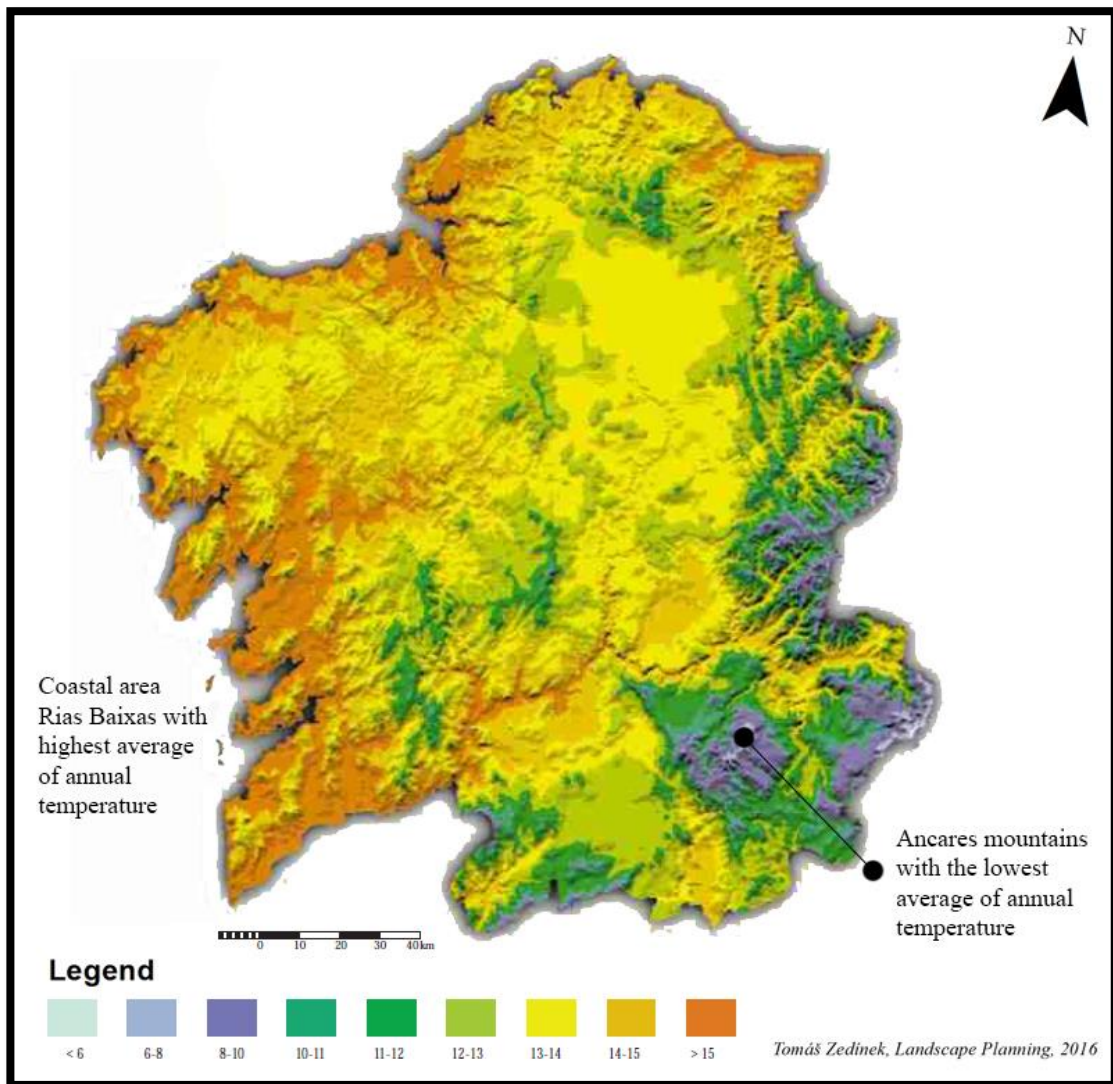 N
Coastal area
Rias Baixas with
highest average
of annual
temperature
Ancares mountains
with the lowest
average of annual
temperature
0 10 20 30 40km
Legend
< 6 6-8 8-10 10-11 11-12 12-13 13-14 14-15 > 15
Tomáš Zedínek, Landscape Planning, 2016